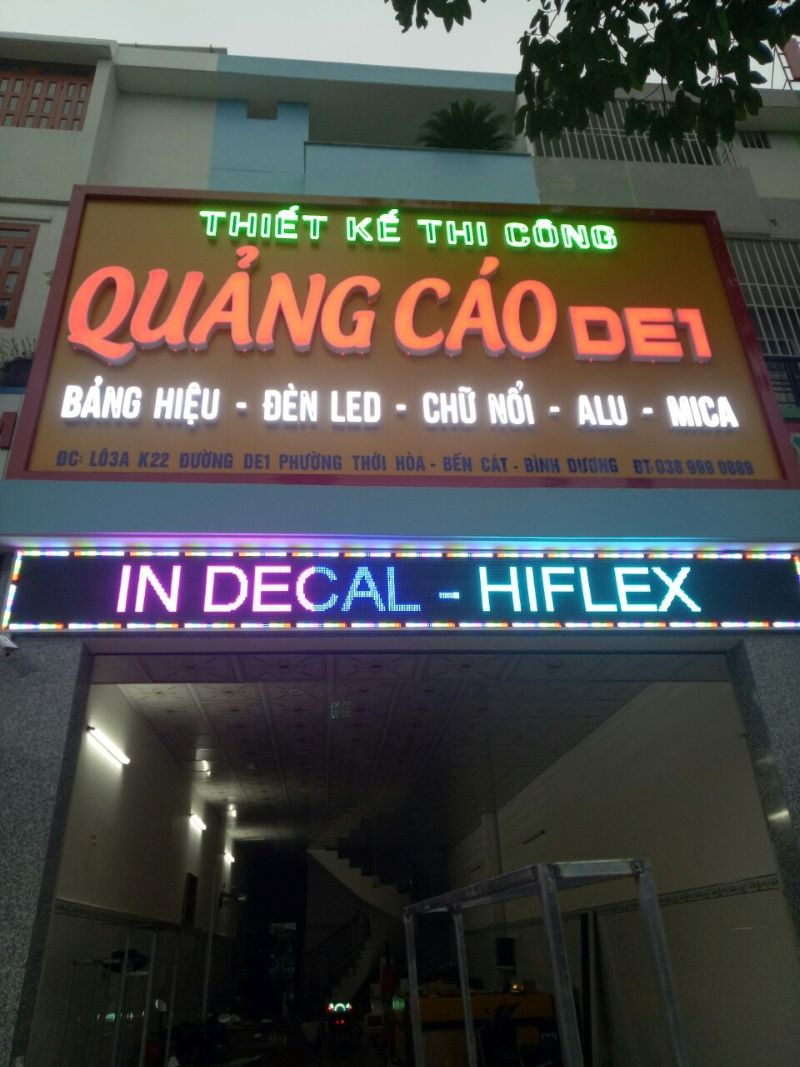 THIẾT KẾ THI CÔNG
QUẢNG CÁO DE1
BẢNG HIỆU - ĐÈN LED - CHỮ NỔI - ALU - MICA
ĐC: LÔ3A K22 ĐƯỜNG DE1 PHƯỜNG THỚI HÒA - BẾN CÁT - BÌNH DƯƠNG ĐT: 038 999 0889
IN DECAL - HIFLEX